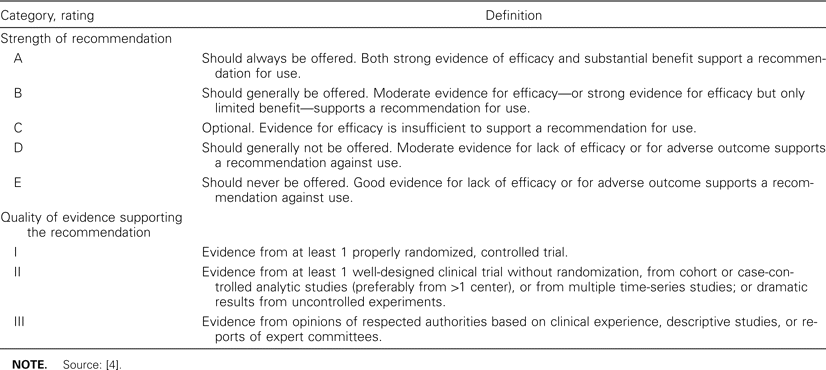 Category, rating Definition
Strength of recommendation
A Should always be offered. Both strong evidence of efficacy and substantial benefit support a recommen-
dation for use.
B Should generally be offered. Moderate evidence for efficacy—or strong evidence for efficacy but only
limited benefit—supports a recommendation for use.
C Optional. Evidence for efficacy is insufficient to support a recommendation for use.
D Should generally not be offered. Moderate evidence for lack of efficacy or for adverse outcome supports
a recommendation against use.
E Should never be offered. Good evidence for lack of efficacy or for adverse outcome supports a recom-
mendation against use.
Quality of evidence supporting
the recommendation
I Evidence from at least 1 properly randomized, controlled trial.
II Evidence from at least 1 well-designed clinical trial without randomization, from cohort or case-con-
trolled analytic studies (preferably from >1 center), or from multiple time-series studies; or dramatic
results from uncontrolled experiments.
III Evidence from opinions of respected authorities based on clinical experience, descriptive studies, or re-
ports of expert committees.
NOTE. Source: [4].